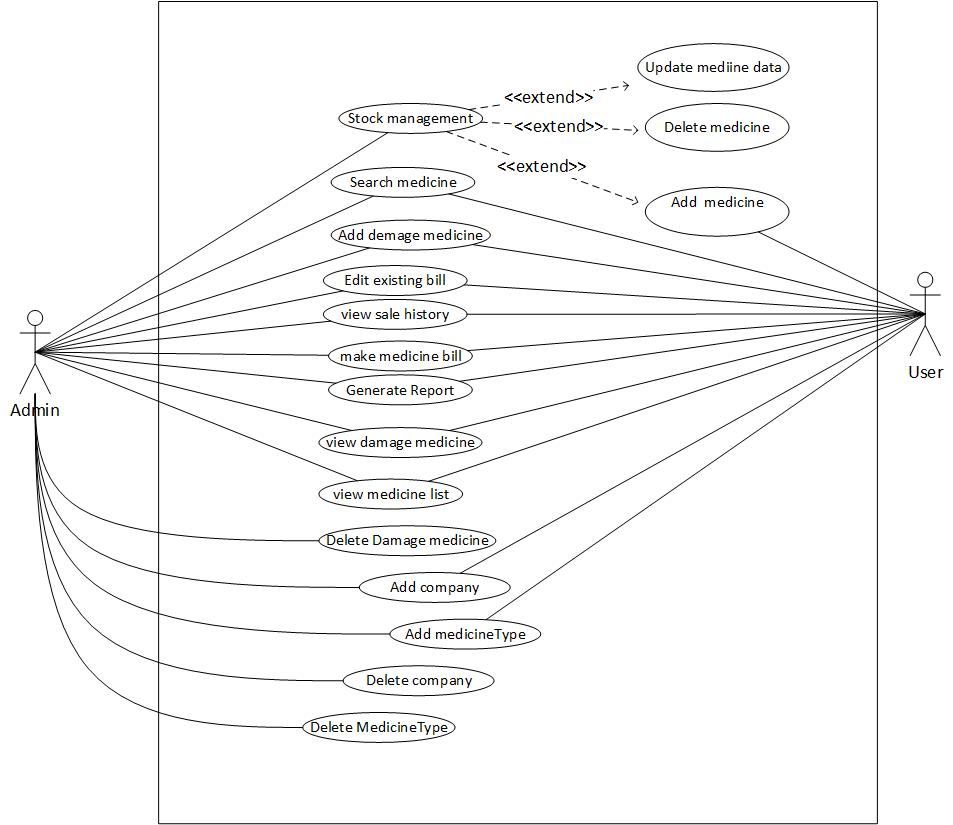 Update mediine data
<<extend>>
Stock management
<<extend>>
Delete medicine
<<extend>>
Search medicine
Add  medicine
Add demage medicine
Edit existing bill
view sale history
make medicine bill
User
Generate Report
Admin
view damage medicine
view medicine list
Delete Damage medicine
Add company
Add medicineType
Delete company
Delete MedicineType